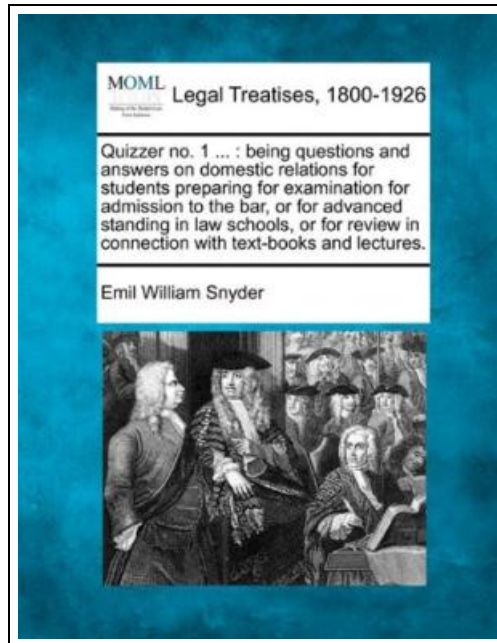 MOML
Legal Treatises, 1800-1926
Quizzer no. 1 ... : being questions and
answers on domestic relations for
students preparing for examination for
admission to the bar, or for advanced
standing in law schools, or for review in
connection with text-books and lectures.
Emil William Snyder